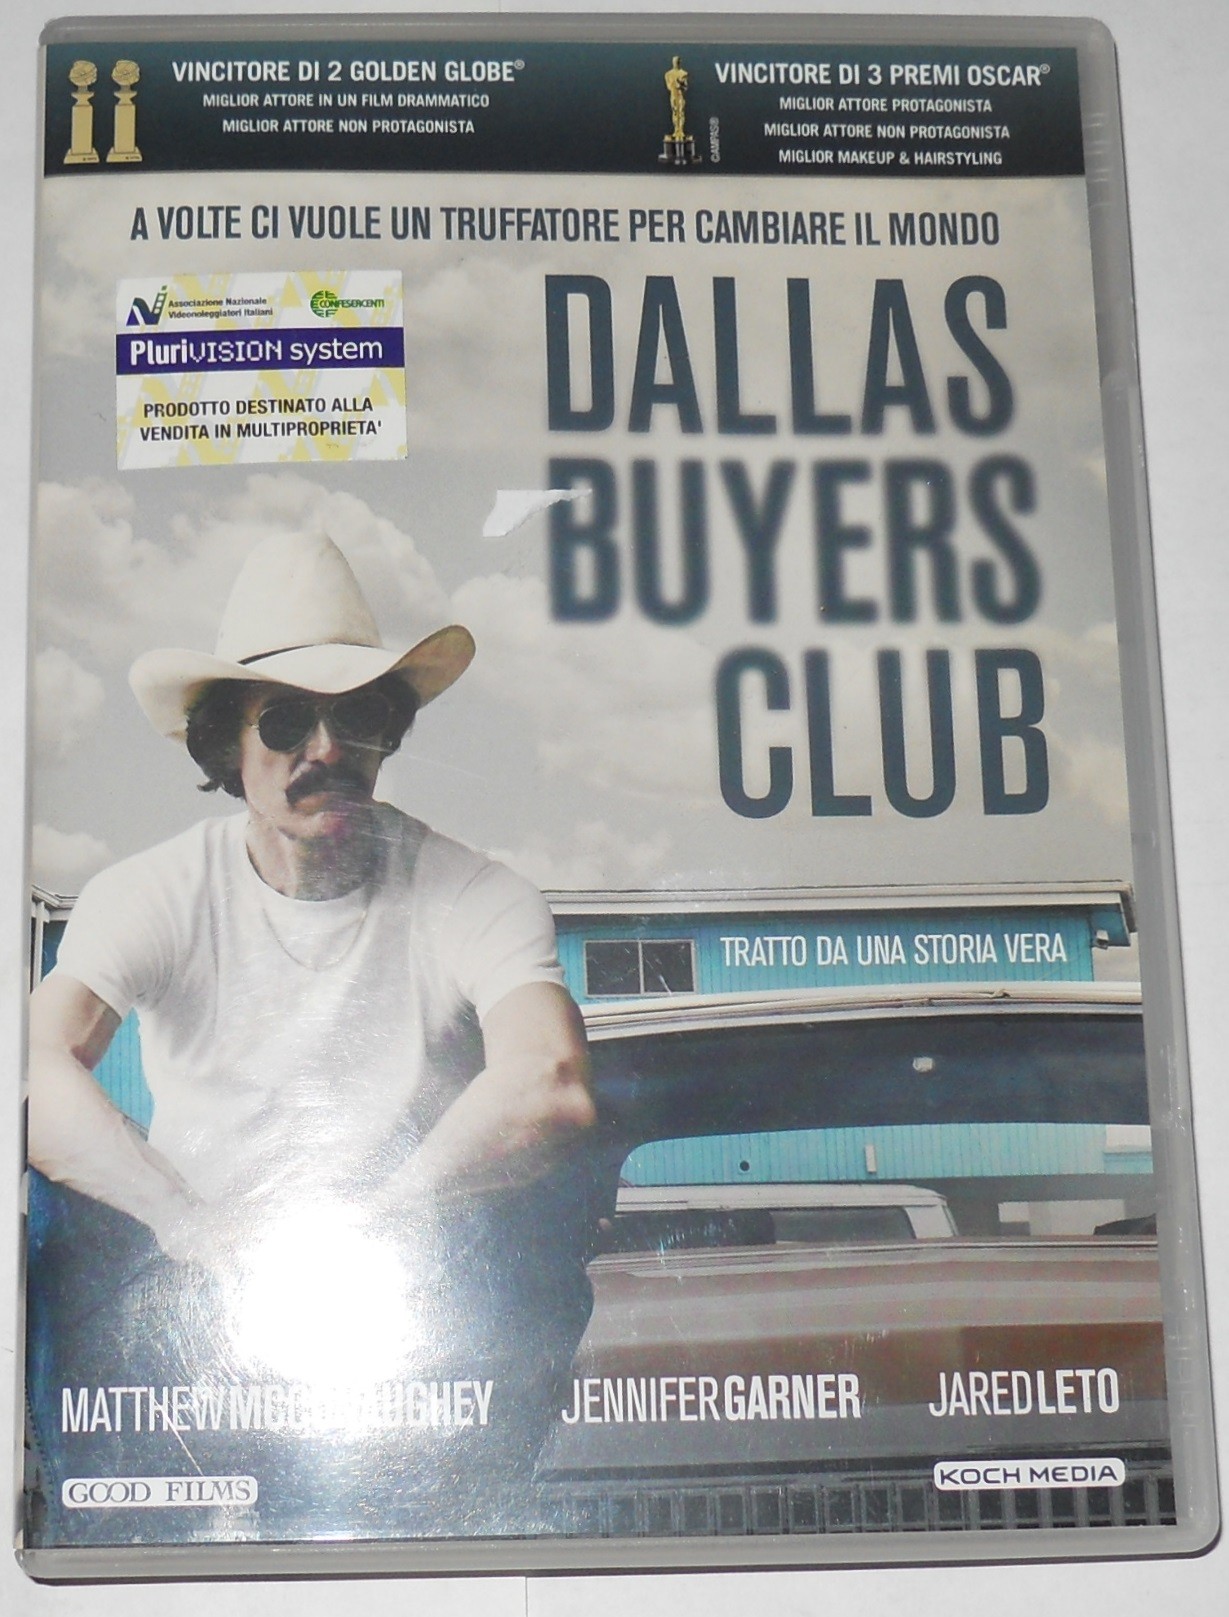 VINCITORE DI 2 GOLDEN GLOBE®
MIGLIOR ATTORE IN UN FILM DRAMMATICO
MIGLIOR ATTORE NON PROTAGONISTA
VINCITORE DI 3 PREMI OSCAR®
MIGLIOR ATTORE PROTAGONISTA
MIGLIOR ATTORE NON PROTAGONISTA
MIGLIOR MAKEUP & HAIRSTYLING
©AMPAS®
A VOLTE CI VUOLE UN TRUFFATORE PER CAMBIARE IL MONDO
Associazione Nazionale
Videonoleggiatori Italiani
CONFESERCENTI
PluriVISION system
PRODOTTO DESTINATO ALLA
VENDITA IN MULTIPROPRIETA'
DALLAS
BUYERS
CLUB
TRATTO DA UNA STORIA VERA
MATTHEW MCCONAUGHEY
JENNIFER GARNER
JARED LETO
GOOD FILMS
KOCH MEDIA